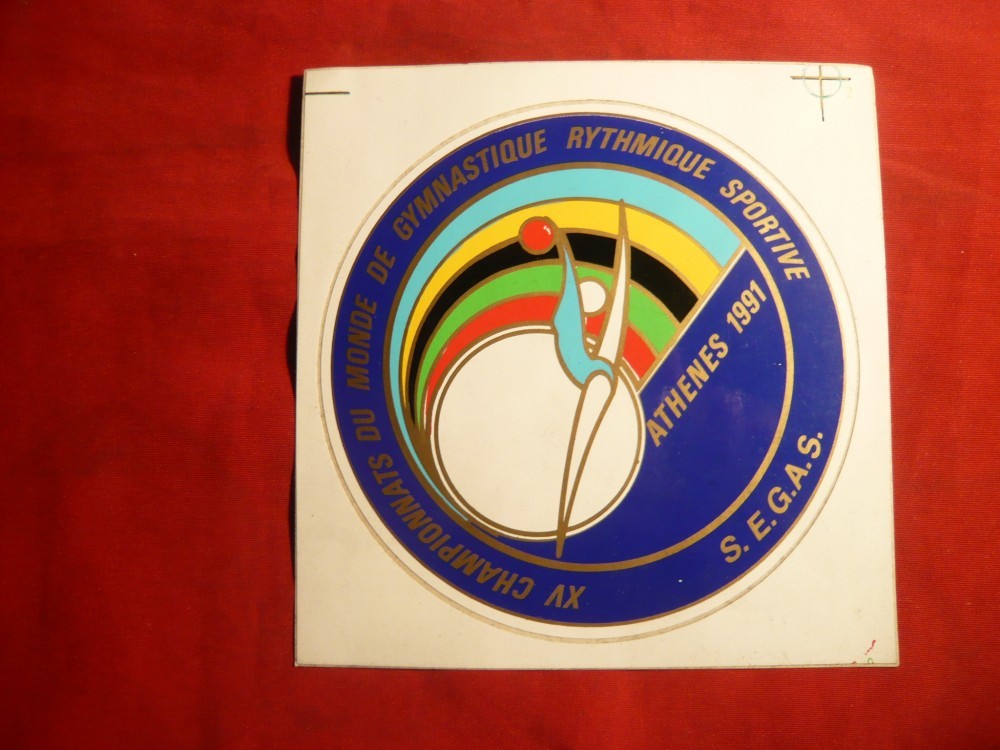 XV CHAMPIONNATS DU MONDE DE GYMNASTIQUE RYTHMIQUE SPORTIVE
ATHENES 1991
S.E.G.A.S.